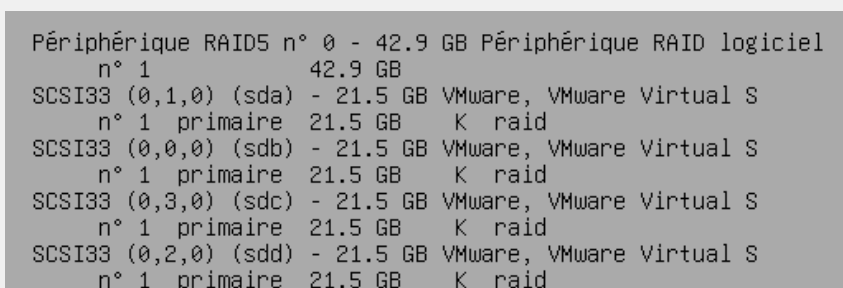 Périphérique RAID5 n° 0 - 42.9 GB Périphérique RAID logiciel
n° 1 42.9 GB
SCSI33 (0,1,0) (sda) - 21.5 GB VMware, VMware Virtual S
n° 1 primaire 21.5 GB K raid
SCSI33 (0,0,0) (sdb) - 21.5 GB VMware, VMware Virtual S
n° 1 primaire 21.5 GB K raid
SCSI33 (0,3,0) (sdc) - 21.5 GB VMware, VMware Virtual S
n° 1 primaire 21.5 GB K raid
SCSI33 (0,2,0) (sdd) - 21.5 GB VMware, VMware Virtual S
n° 1 primaire 21.5 GB K raid